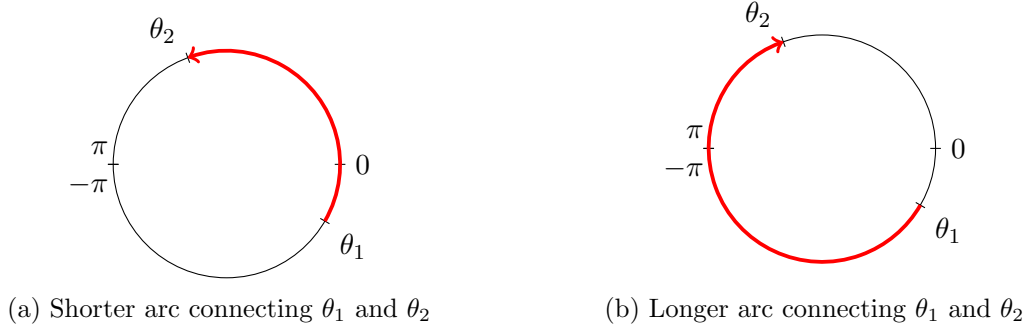 θ₂
π
−π
0
θ₁
(a) Shorter arc connecting θ₁ and θ₂
θ₂
π
−π
0
θ₁
(b) Longer arc connecting θ₁ and θ₂